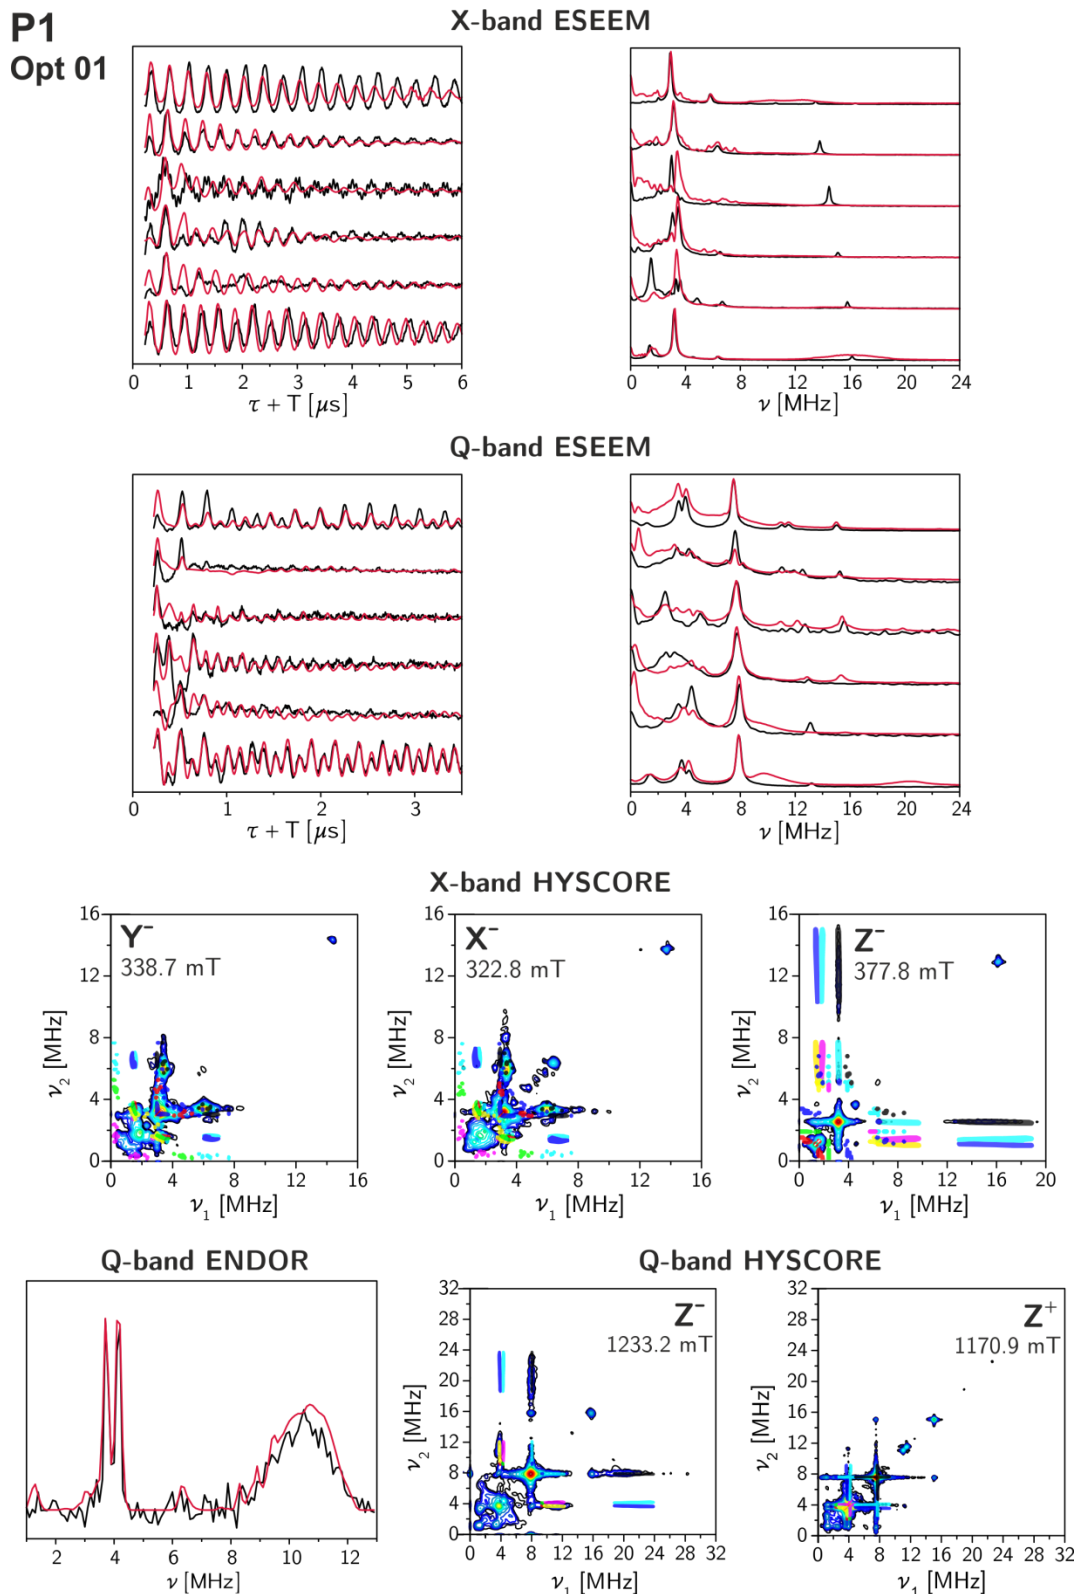 P1
Opt 01
X-band ESEEM
0 1 2 3 4 5 6
τ + T [μs]
0 4 8 12 16 20 24
ν [MHz]
Q-band ESEEM
0 1 2 3
τ + T [μs]
0 4 8 12 16 20 24
ν [MHz]
X-band HYSCORE
Y⁻
338.7 mT
16
12
8
4
0
ν₂ [MHz]
0 4 8 12 16
ν₁ [MHz]
X⁻
322.8 mT
16
12
8
4
0
ν₂ [MHz]
0 4 8 12 16
ν₁ [MHz]
Z⁻
377.8 mT
16
12
8
4
0
ν₂ [MHz]
0 4 8 12 16 20
ν₁ [MHz]
Q-band ENDOR
2 4 6 8 10 12
ν [MHz]
Q-band HYSCORE
Z⁻
1233.2 mT
32
28
24
20
16
12
8
4
0
ν₂ [MHz]
0 4 8 12 16 20 24 28 32
ν₁ [MHz]
Z⁺
1170.9 mT
32
28
24
20
16
12
8
4
0
ν₂ [MHz]
0 4 8 12 16 20 24 28 32
ν₁ [MHz]